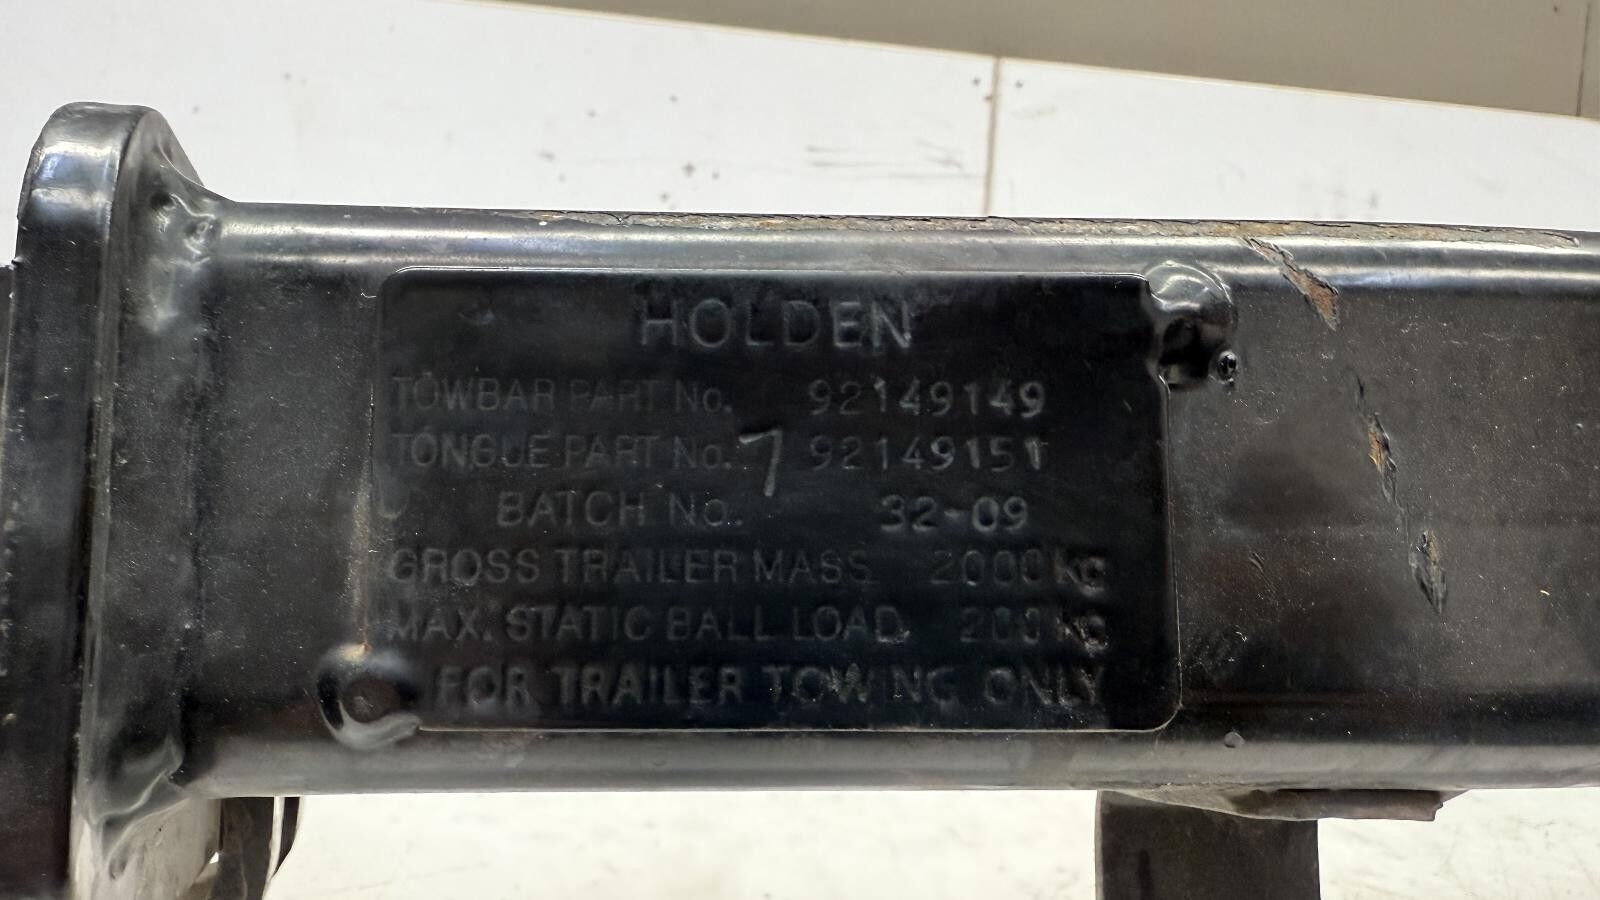 HOLDEN
TOWBAR PART No. 92149149
TONGUE PART No. 7 92149151
BATCH No. 32-09
GROSS TRAILER MASS 2000KG
MAX. STATIC BALL LOAD 200KG
FOR TRAILER TOWING ONLY